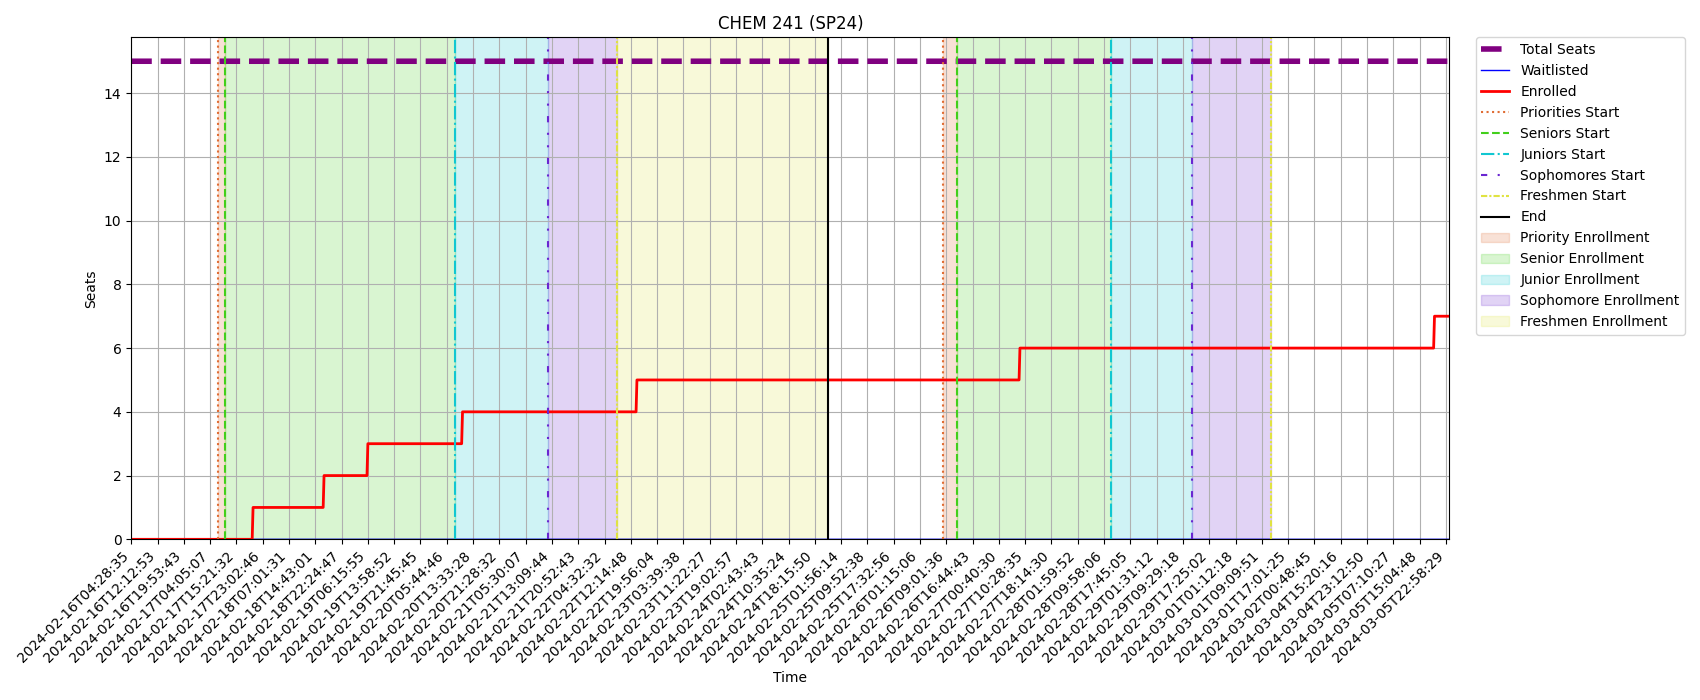 CHEM 241 (SP24)
Total Seats
Waitlisted
Enrolled
Priorities Start
Seniors Start
Juniors Start
Sophomores Start
Freshmen Start
End
Priority Enrollment
Senior Enrollment
Junior Enrollment
Sophomore Enrollment
Freshmen Enrollment
Seats
14
12
10
8
6
4
2
0
2024-02-16T04:28:35
2024-02-16T12:12:53
2024-02-16T19:53:43
2024-02-17T04:05:07
2024-02-17T15:21:32
2024-02-17T23:02:46
2024-02-18T07:01:31
2024-02-18T14:43:01
2024-02-18T22:24:47
2024-02-19T06:15:55
2024-02-19T13:58:52
2024-02-19T21:45:45
2024-02-20T05:44:46
2024-02-20T13:33:28
2024-02-20T21:28:32
2024-02-21T05:30:07
2024-02-21T13:09:44
2024-02-21T20:52:43
2024-02-22T04:32:32
2024-02-22T12:14:48
2024-02-22T19:56:04
2024-02-23T03:39:38
2024-02-23T11:22:27
2024-02-23T19:02:57
2024-02-24T02:43:43
2024-02-24T10:35:24
2024-02-24T18:15:50
2024-02-25T01:56:14
2024-02-25T09:52:38
2024-02-25T17:32:56
2024-02-26T01:15:06
2024-02-26T09:01:36
2024-02-26T16:44:43
2024-02-27T00:40:30
2024-02-27T10:28:35
2024-02-27T18:14:30
2024-02-28T01:59:52
2024-02-28T09:58:06
2024-02-28T17:45:05
2024-02-29T01:31:12
2024-02-29T09:29:18
2024-02-29T17:25:02
2024-03-01T01:12:18
2024-03-01T09:09:51
2024-03-01T17:01:25
2024-03-02T00:48:45
2024-03-04T15:20:16
2024-03-04T23:12:50
2024-03-05T07:10:27
2024-03-05T15:04:48
2024-03-05T22:58:29
Time